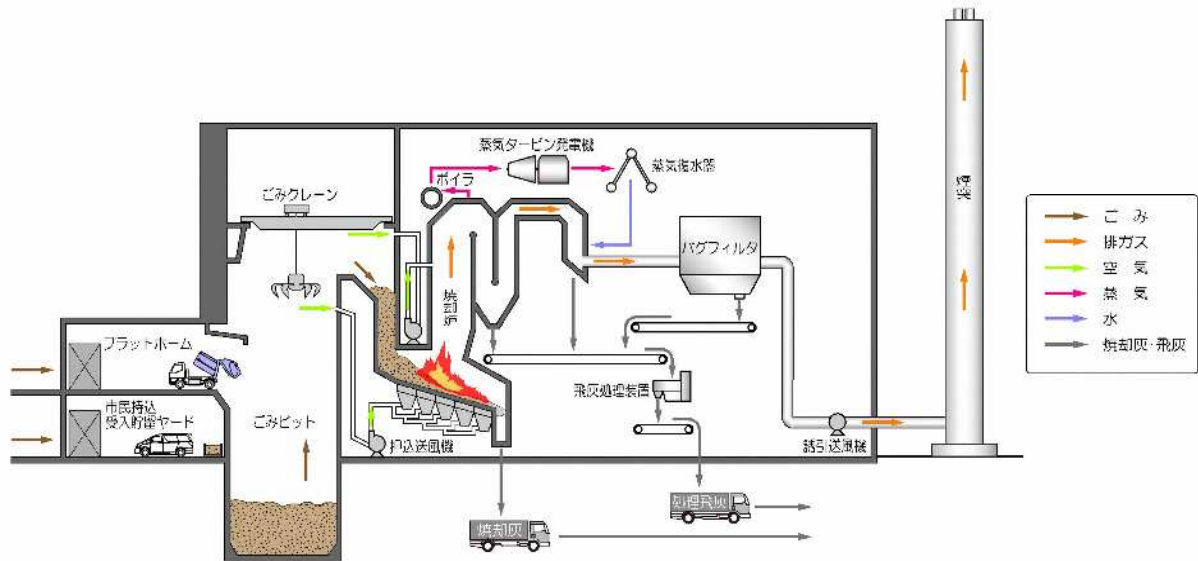 蒸気タービン発電機
蒸気復水器
ボイラ
ごみクレーン
バグフィルタ
煙突
焼却炉
プラットホーム
市民持込
受入貯留ヤード
ごみピット
押込送風機
飛灰処理装置
誘引送風機
焼却灰
処理飛灰
ご み
排ガス
空 気
蒸 気
水
焼却灰・飛灰